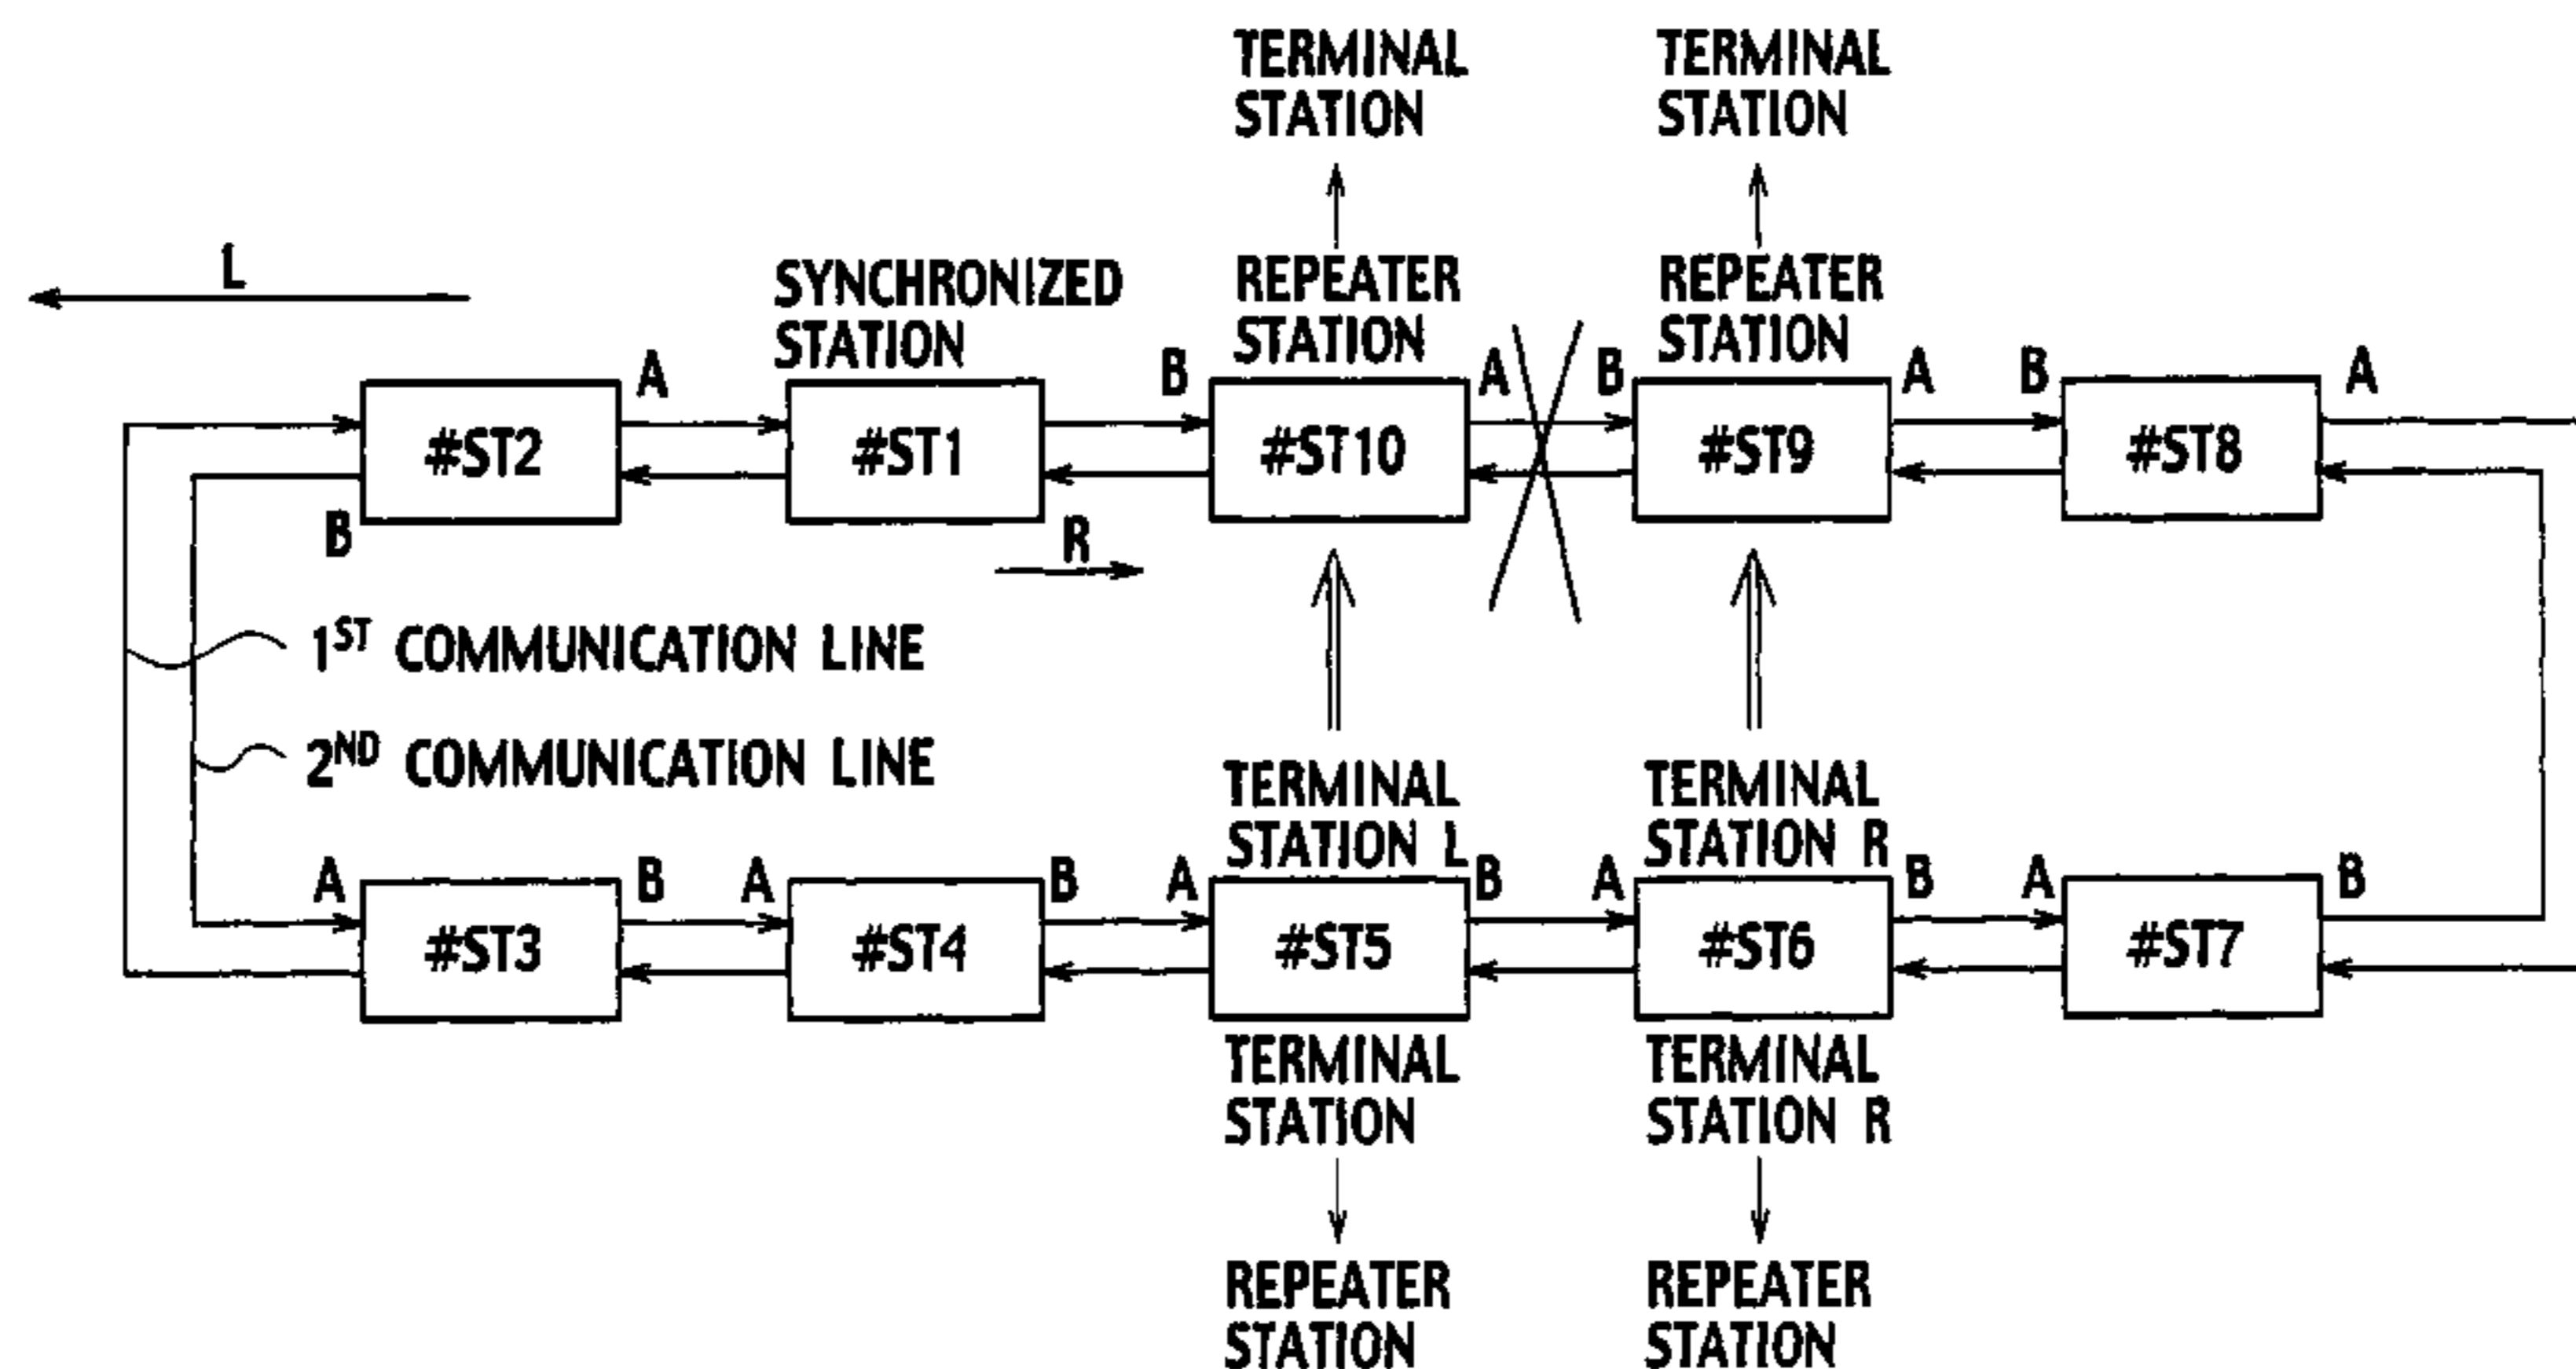 TERMINAL
STATION
TERMINAL
STATION
L
SYNCHRONIZED
STATION
REPEATER
STATION
REPEATER
STATION
A
B
A
B
A
B
A
#ST2
#ST1
#ST10
#ST9
#ST8
B
R
1ST COMMUNICATION LINE
2ND COMMUNICATION LINE
TERMINAL
STATION L
TERMINAL
STATION R
A
B
A
B
A
B
A
B
A
B
#ST3
#ST4
#ST5
#ST6
#ST7
TERMINAL
STATION
TERMINAL
STATION R
REPEATER
STATION
REPEATER
STATION